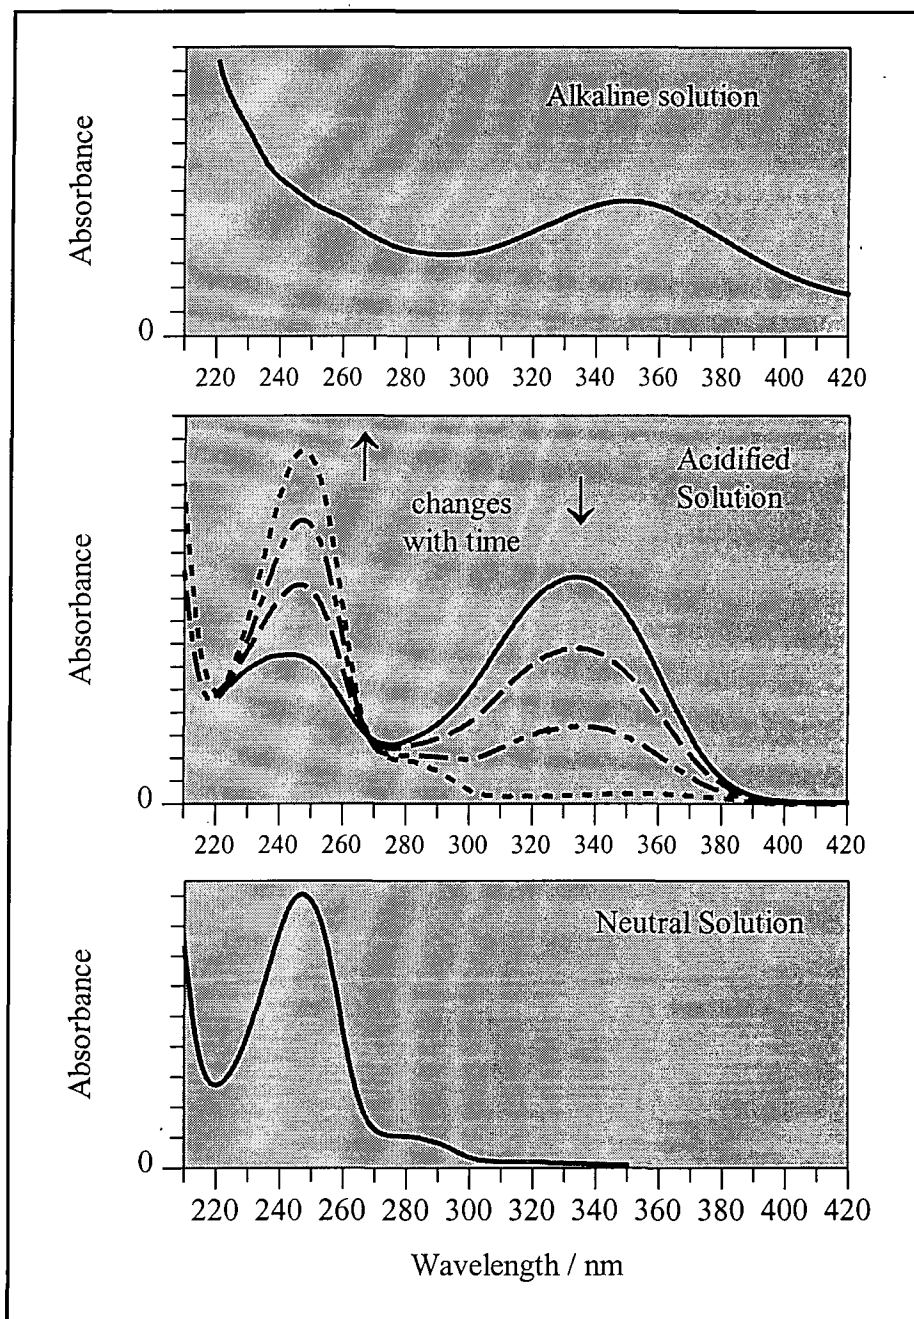 Alkaline solution
Absorbance
0
220 240 260 280 300 320 340 360 380 400 420
Acidified
Solution
changes
with time
Absorbance
0
220 240 260 280 300 320 340 360 380 400 420
Neutral Solution
Absorbance
0
220 240 260 280 300 320 340 360 380 400 420
Wavelength / nm